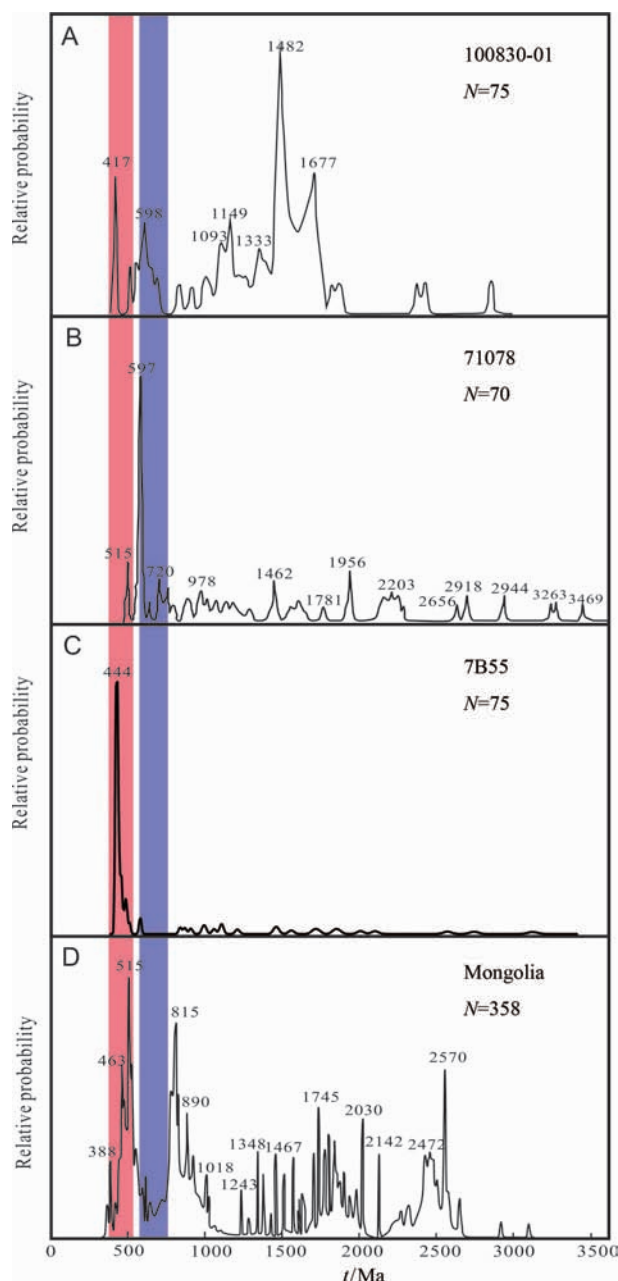 A
100830-01
N=75
Relative probability
417
598
1093
1149
1333
1482
1677
B
71078
N=70
Relative probability
515
597
720
978
1462
1781
1956
2203
2656
2918
2944
3263
3469
C
7B55
N=75
Relative probability
444
D
Mongolia
N=358
Relative probability
388
463
515
815
890
1018
1243
1348
1467
1745
2030
2142
2472
2570
0 500 1000 1500 2000 2500 3000 3500
t/Ma